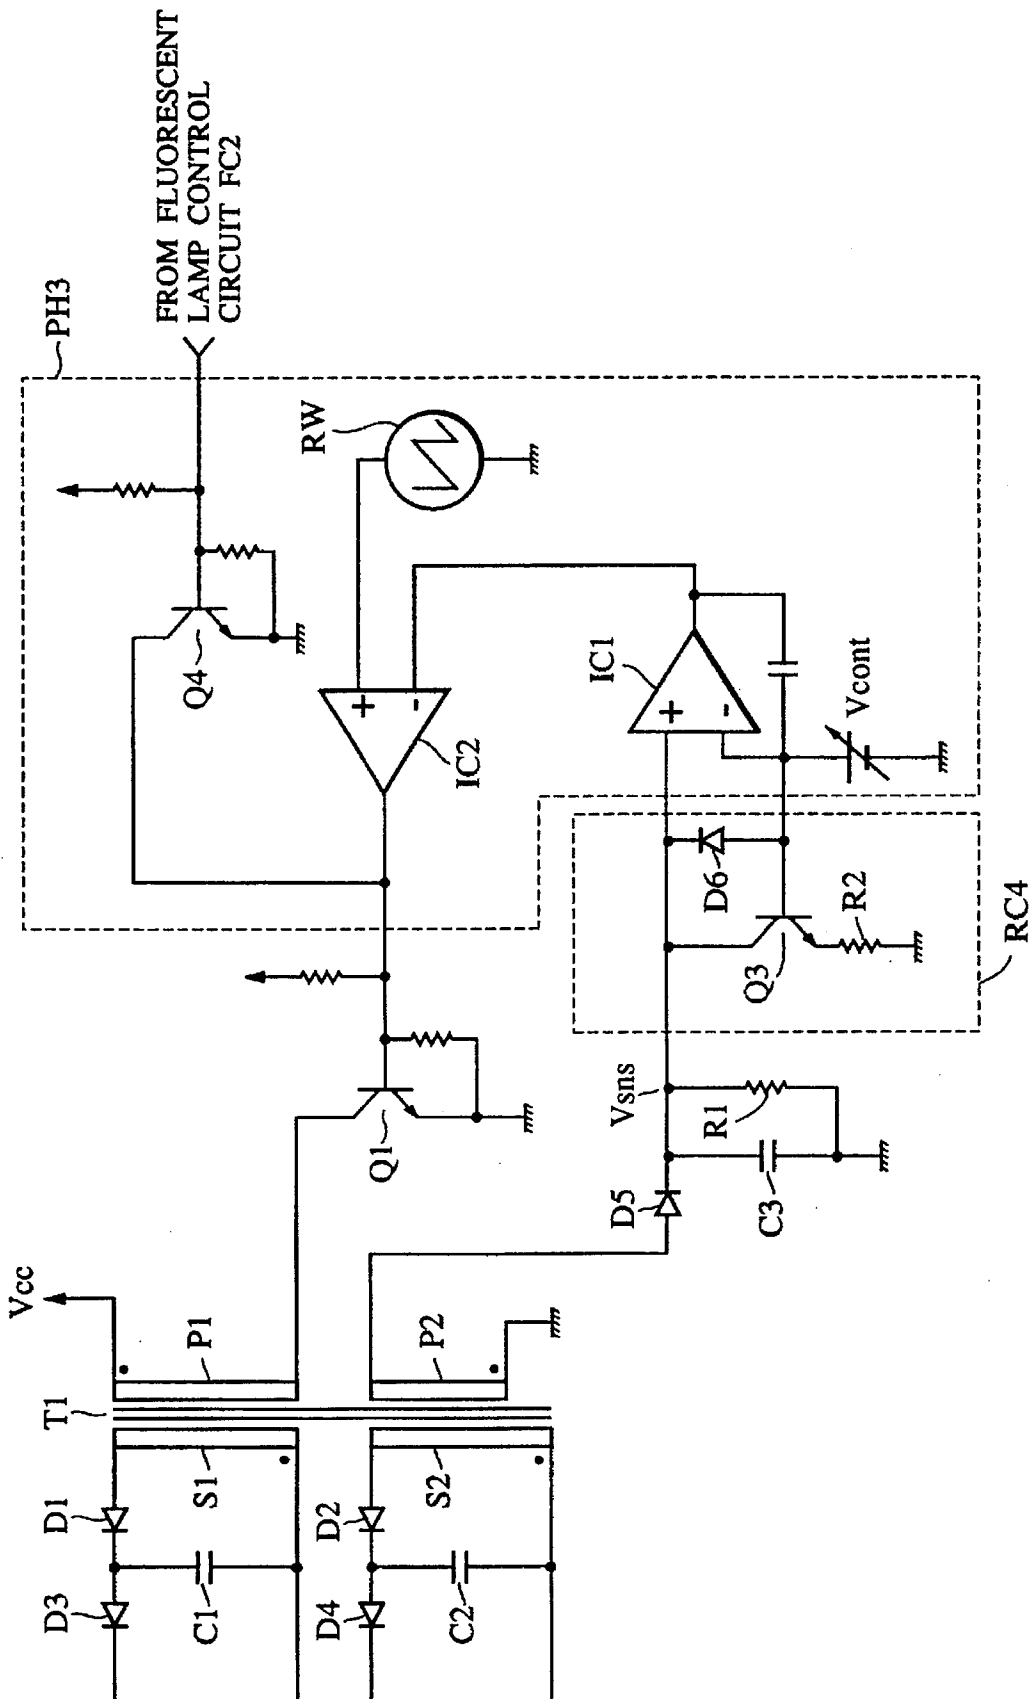 FROM FLUORESCENT
LAMP CONTROL
CIRCUIT FC2
PH3
RW
Q4
+
-
IC2
IC1
+
-
Vcont
D6
Q3
R2
RC4
Q1
Vsns
R1
D5
C3
Vcc
P1
P2
T1
S1
S2
D1
D2
C1
C2
D3
D4